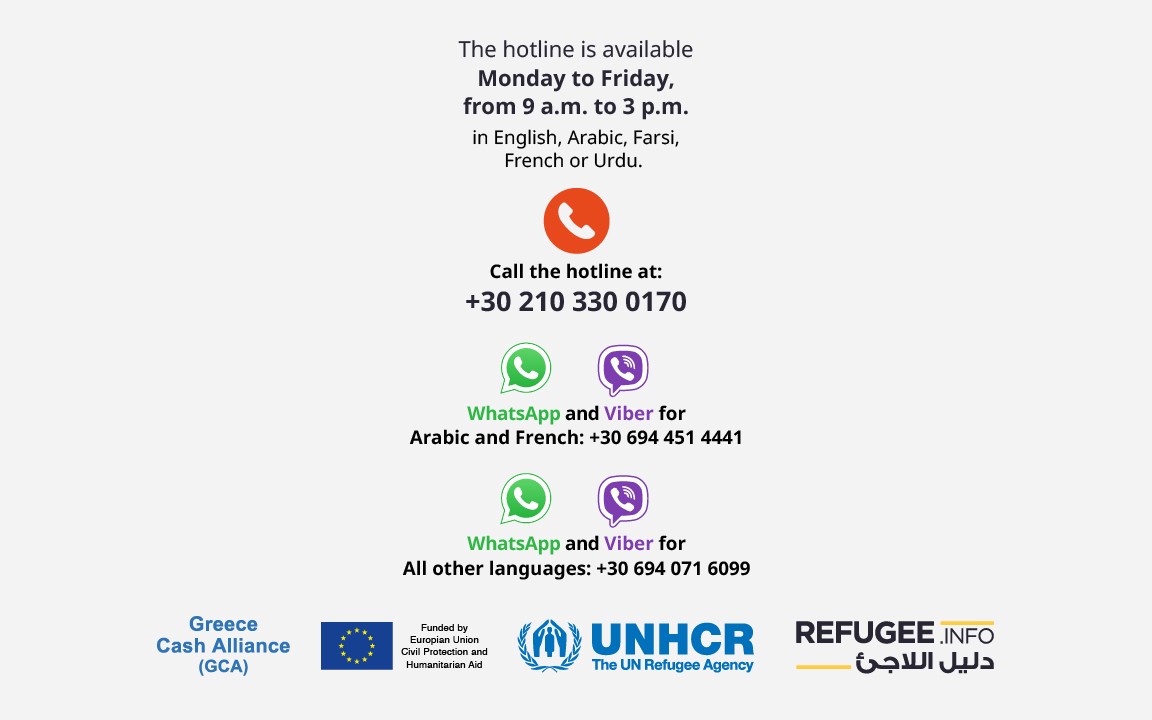 The hotline is available
Monday to Friday,
from 9 a.m. to 3 p.m.
in English, Arabic, Farsi,
French or Urdu.
Call the hotline at:
+30 210 330 0170
WhatsApp and Viber for
Arabic and French: +30 694 451 4441
WhatsApp and Viber for
All other languages: +30 694 071 6099
Greece
Cash Alliance
(GCA)
Funded by
Europian Union
Civil Protection and
Humanitarian Aid
UNHCR
The UN Refugee Agency
REFUGEE.INFO
دليل اللاجئ